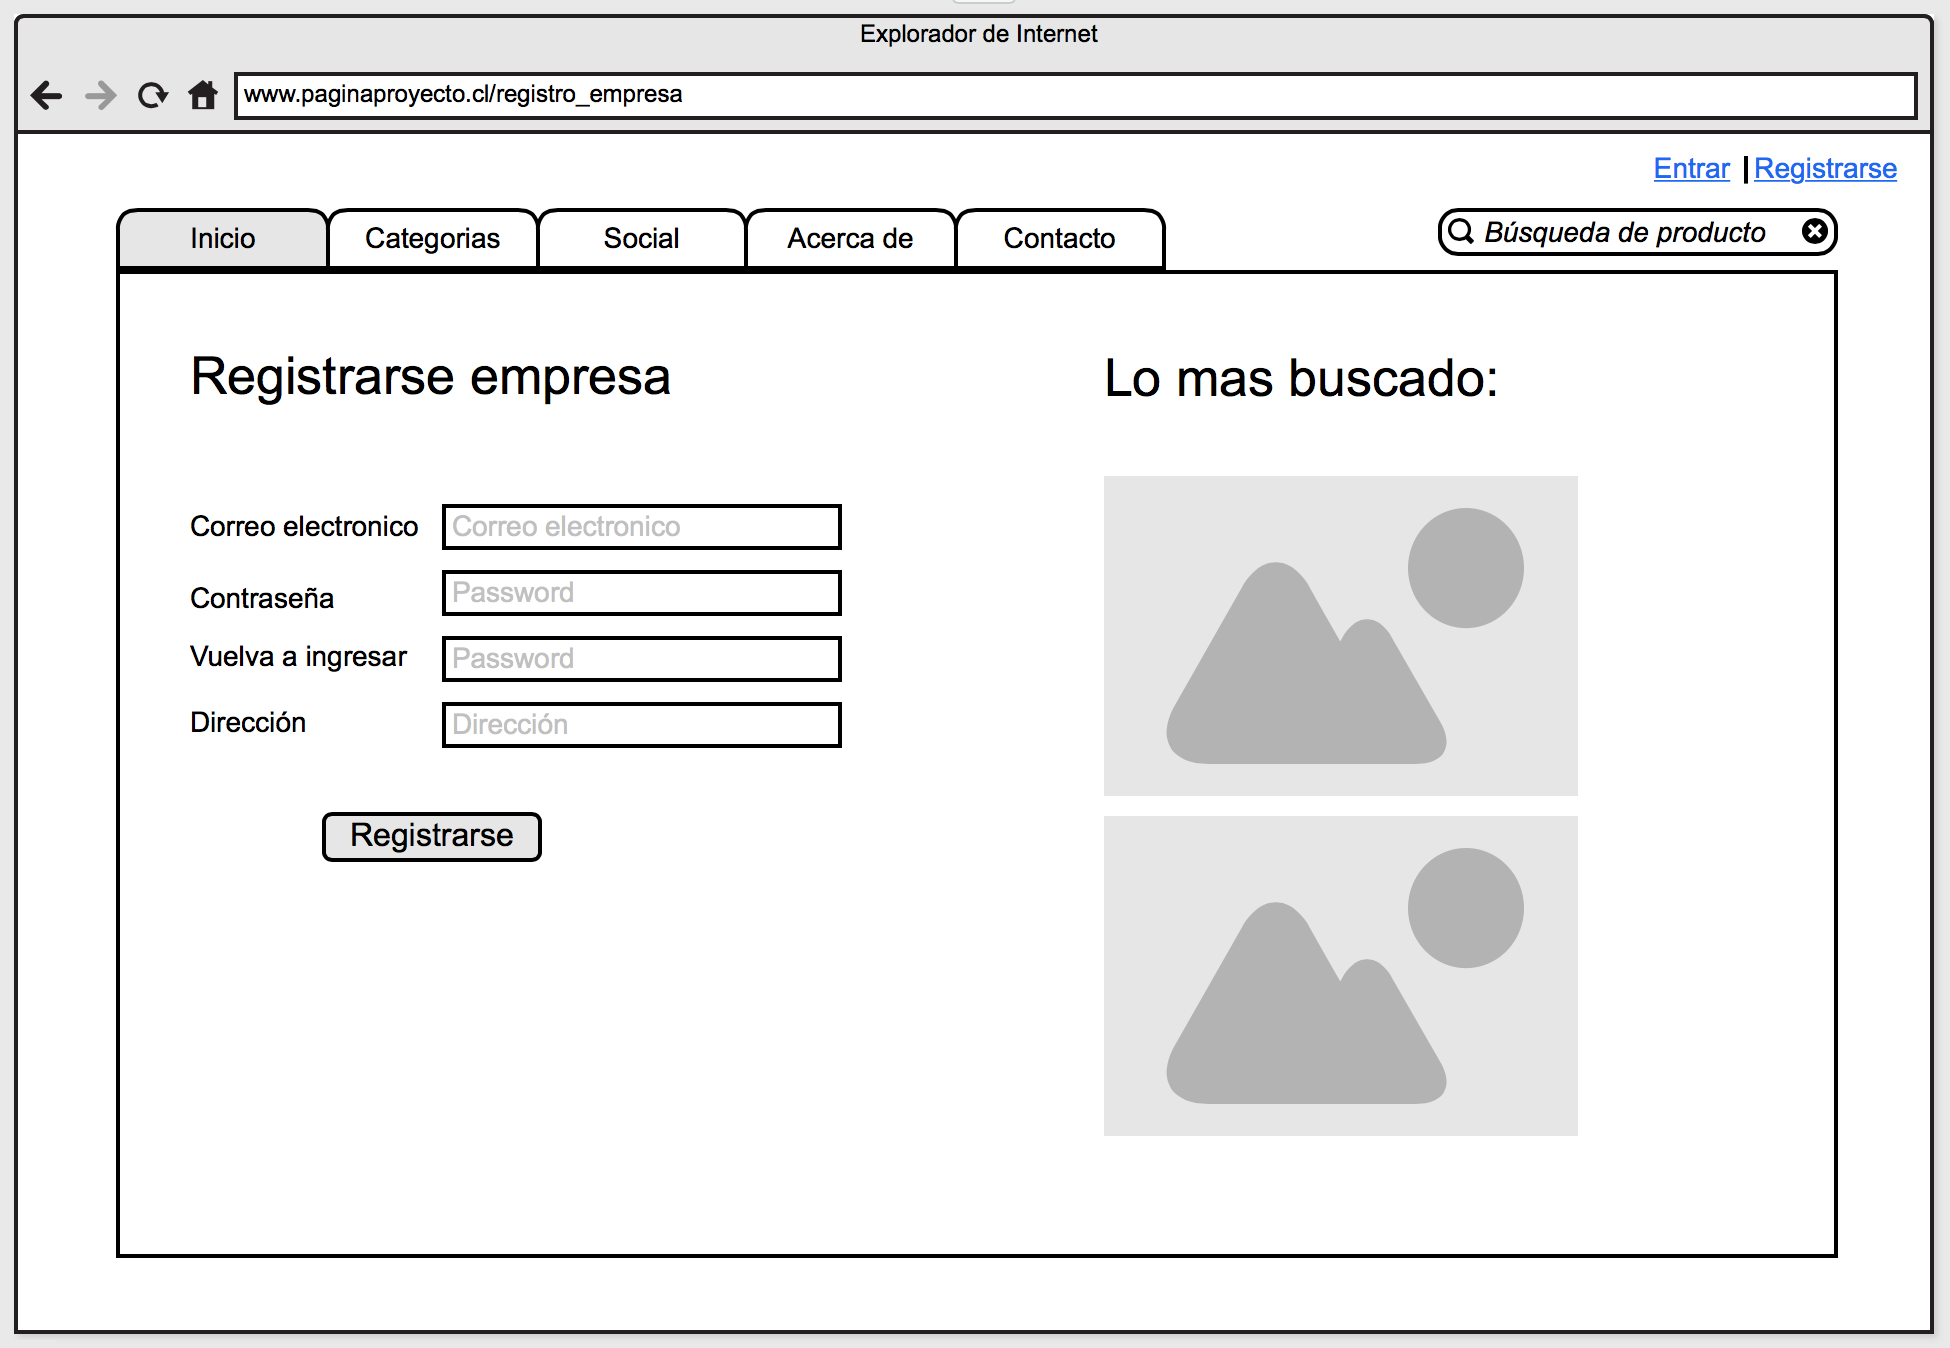 Explorador de Internet
www.paginaproyecto.cl/registro_empresa
Entrar | Registrarse
Inicio Categorias Social Acerca de Contacto Búsqueda de producto
Registrarse empresa
Lo mas buscado:
Correo electronico Correo electronico
Contraseña Password
Vuelva a ingresar Password
Dirección Dirección
Registrarse